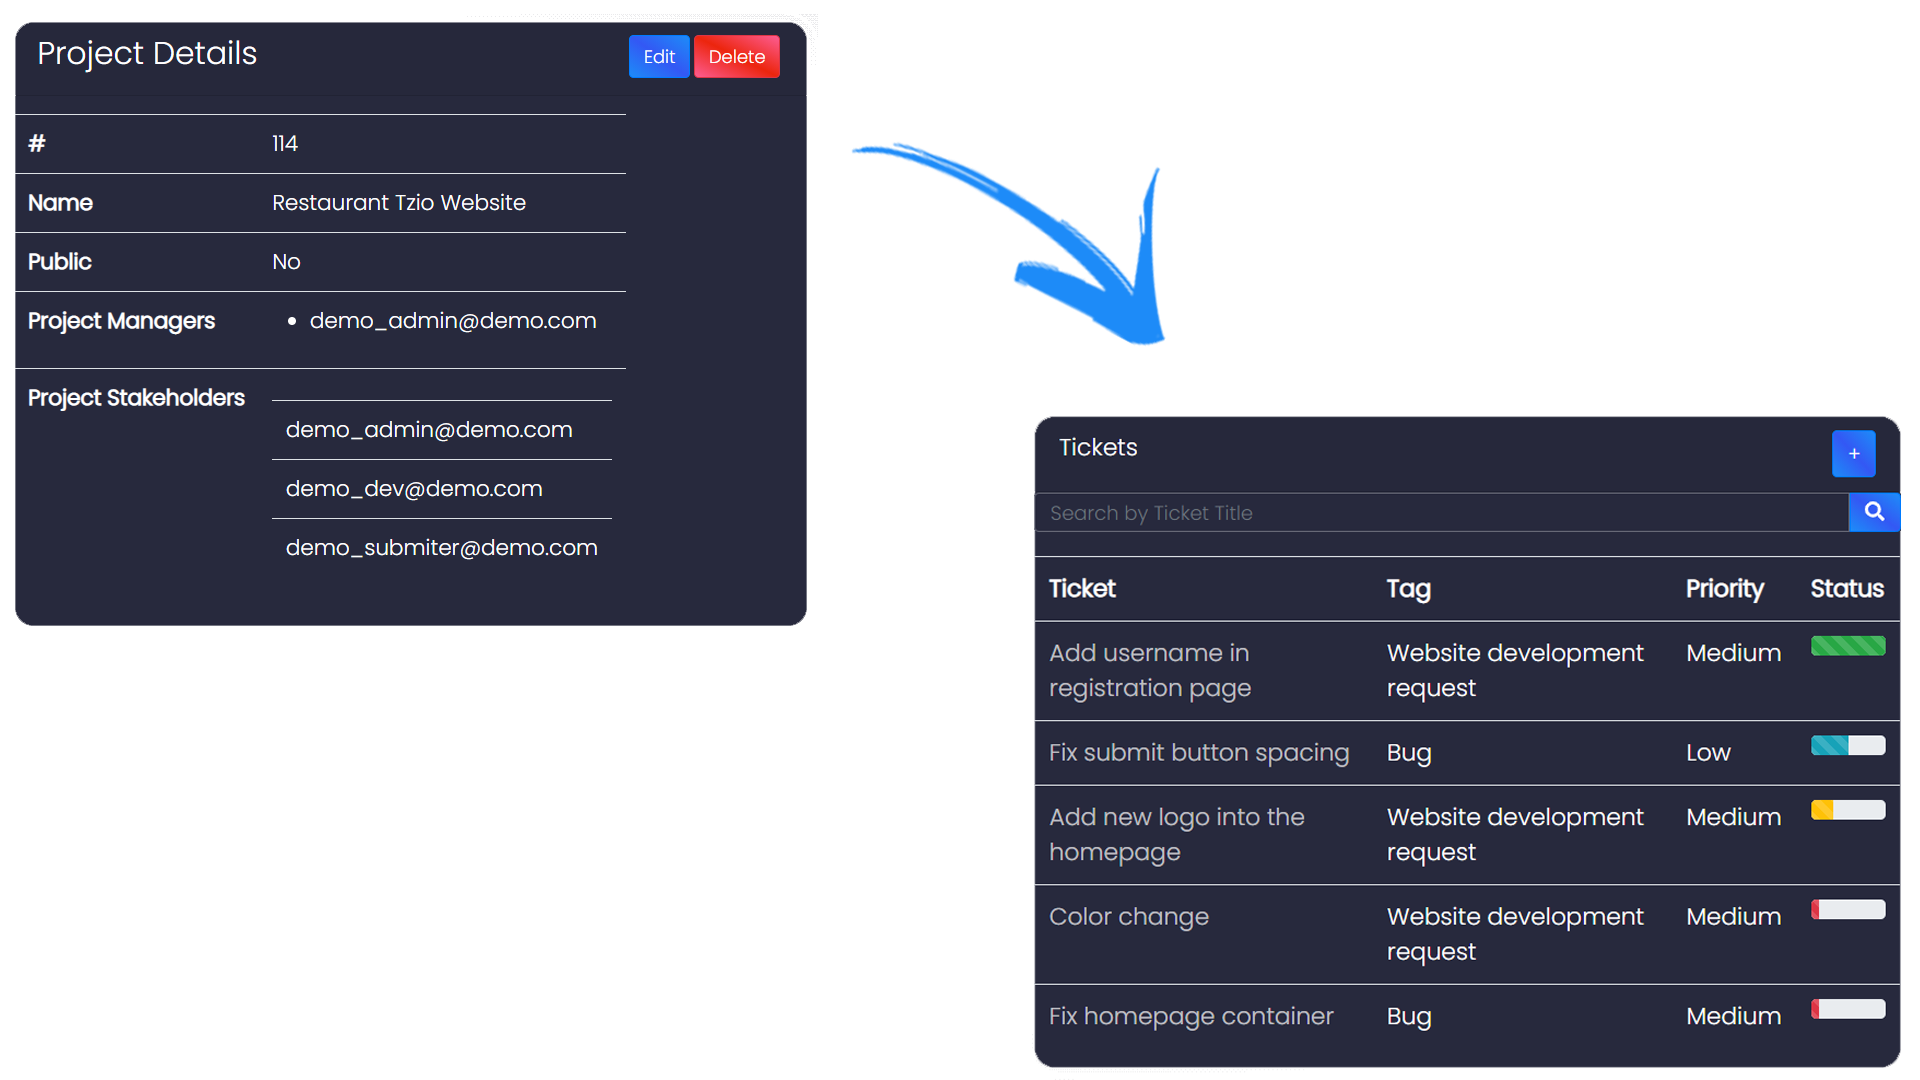 Project Details
Edit
Delete
# 114
Name Restaurant Tzio Website
Public No
Project Managers • demo_admin@demo.com
Project Stakeholders
demo_admin@demo.com
demo_dev@demo.com
demo_submiter@demo.com
Tickets
+
Search by Ticket Title
Ticket Tag Priority Status
Add username in Website development Medium
registration page request
Fix submit button spacing Bug Low
Add new logo into the Website development Medium
homepage request
Color change Website development Medium
request
Fix homepage container Bug Medium